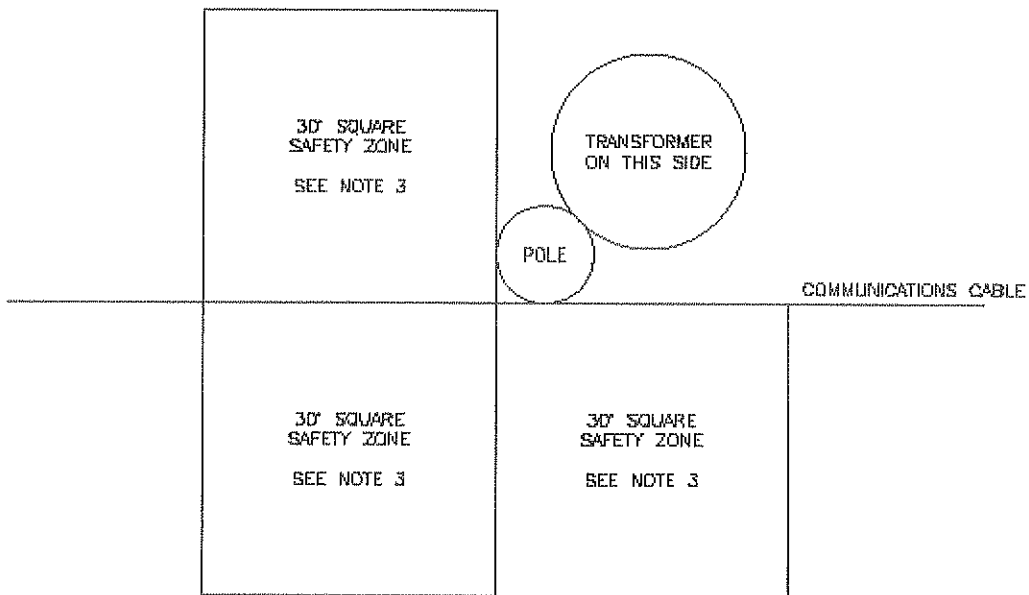 30" SQUARE
SAFETY ZONE
SEE NOTE 3
TRANSFORMER
ON THIS SIDE
POLE
COMMUNICATIONS CABLE
30" SQUARE
SAFETY ZONE
SEE NOTE 3
30" SQUARE
SAFETY ZONE
SEE NOTE 3